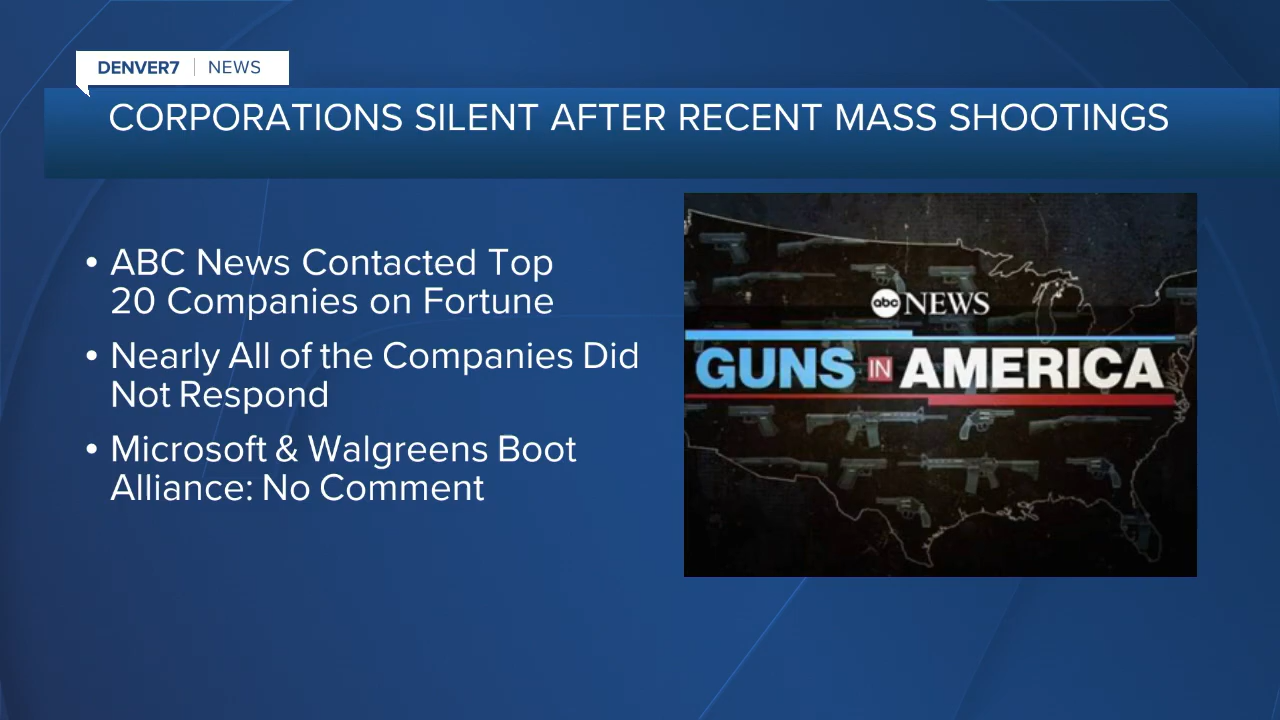 DENVER7 | NEWS
CORPORATIONS SILENT AFTER RECENT MASS SHOOTINGS
• ABC News Contacted Top
20 Companies on Fortune
• Nearly All of the Companies Did
Not Respond
• Microsoft & Walgreens Boot
Alliance: No Comment
abc NEWS
GUNS IN AMERICA